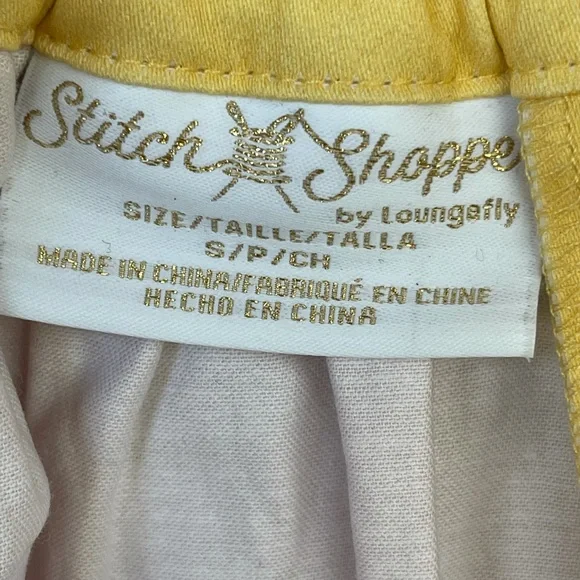 Stitch Shoppe
by Loungefly
SIZE/TAILLE/TALLA
S/P/CH
MADE IN CHINA/FABRIQUÉ EN CHINE
HECHO EN CHINA